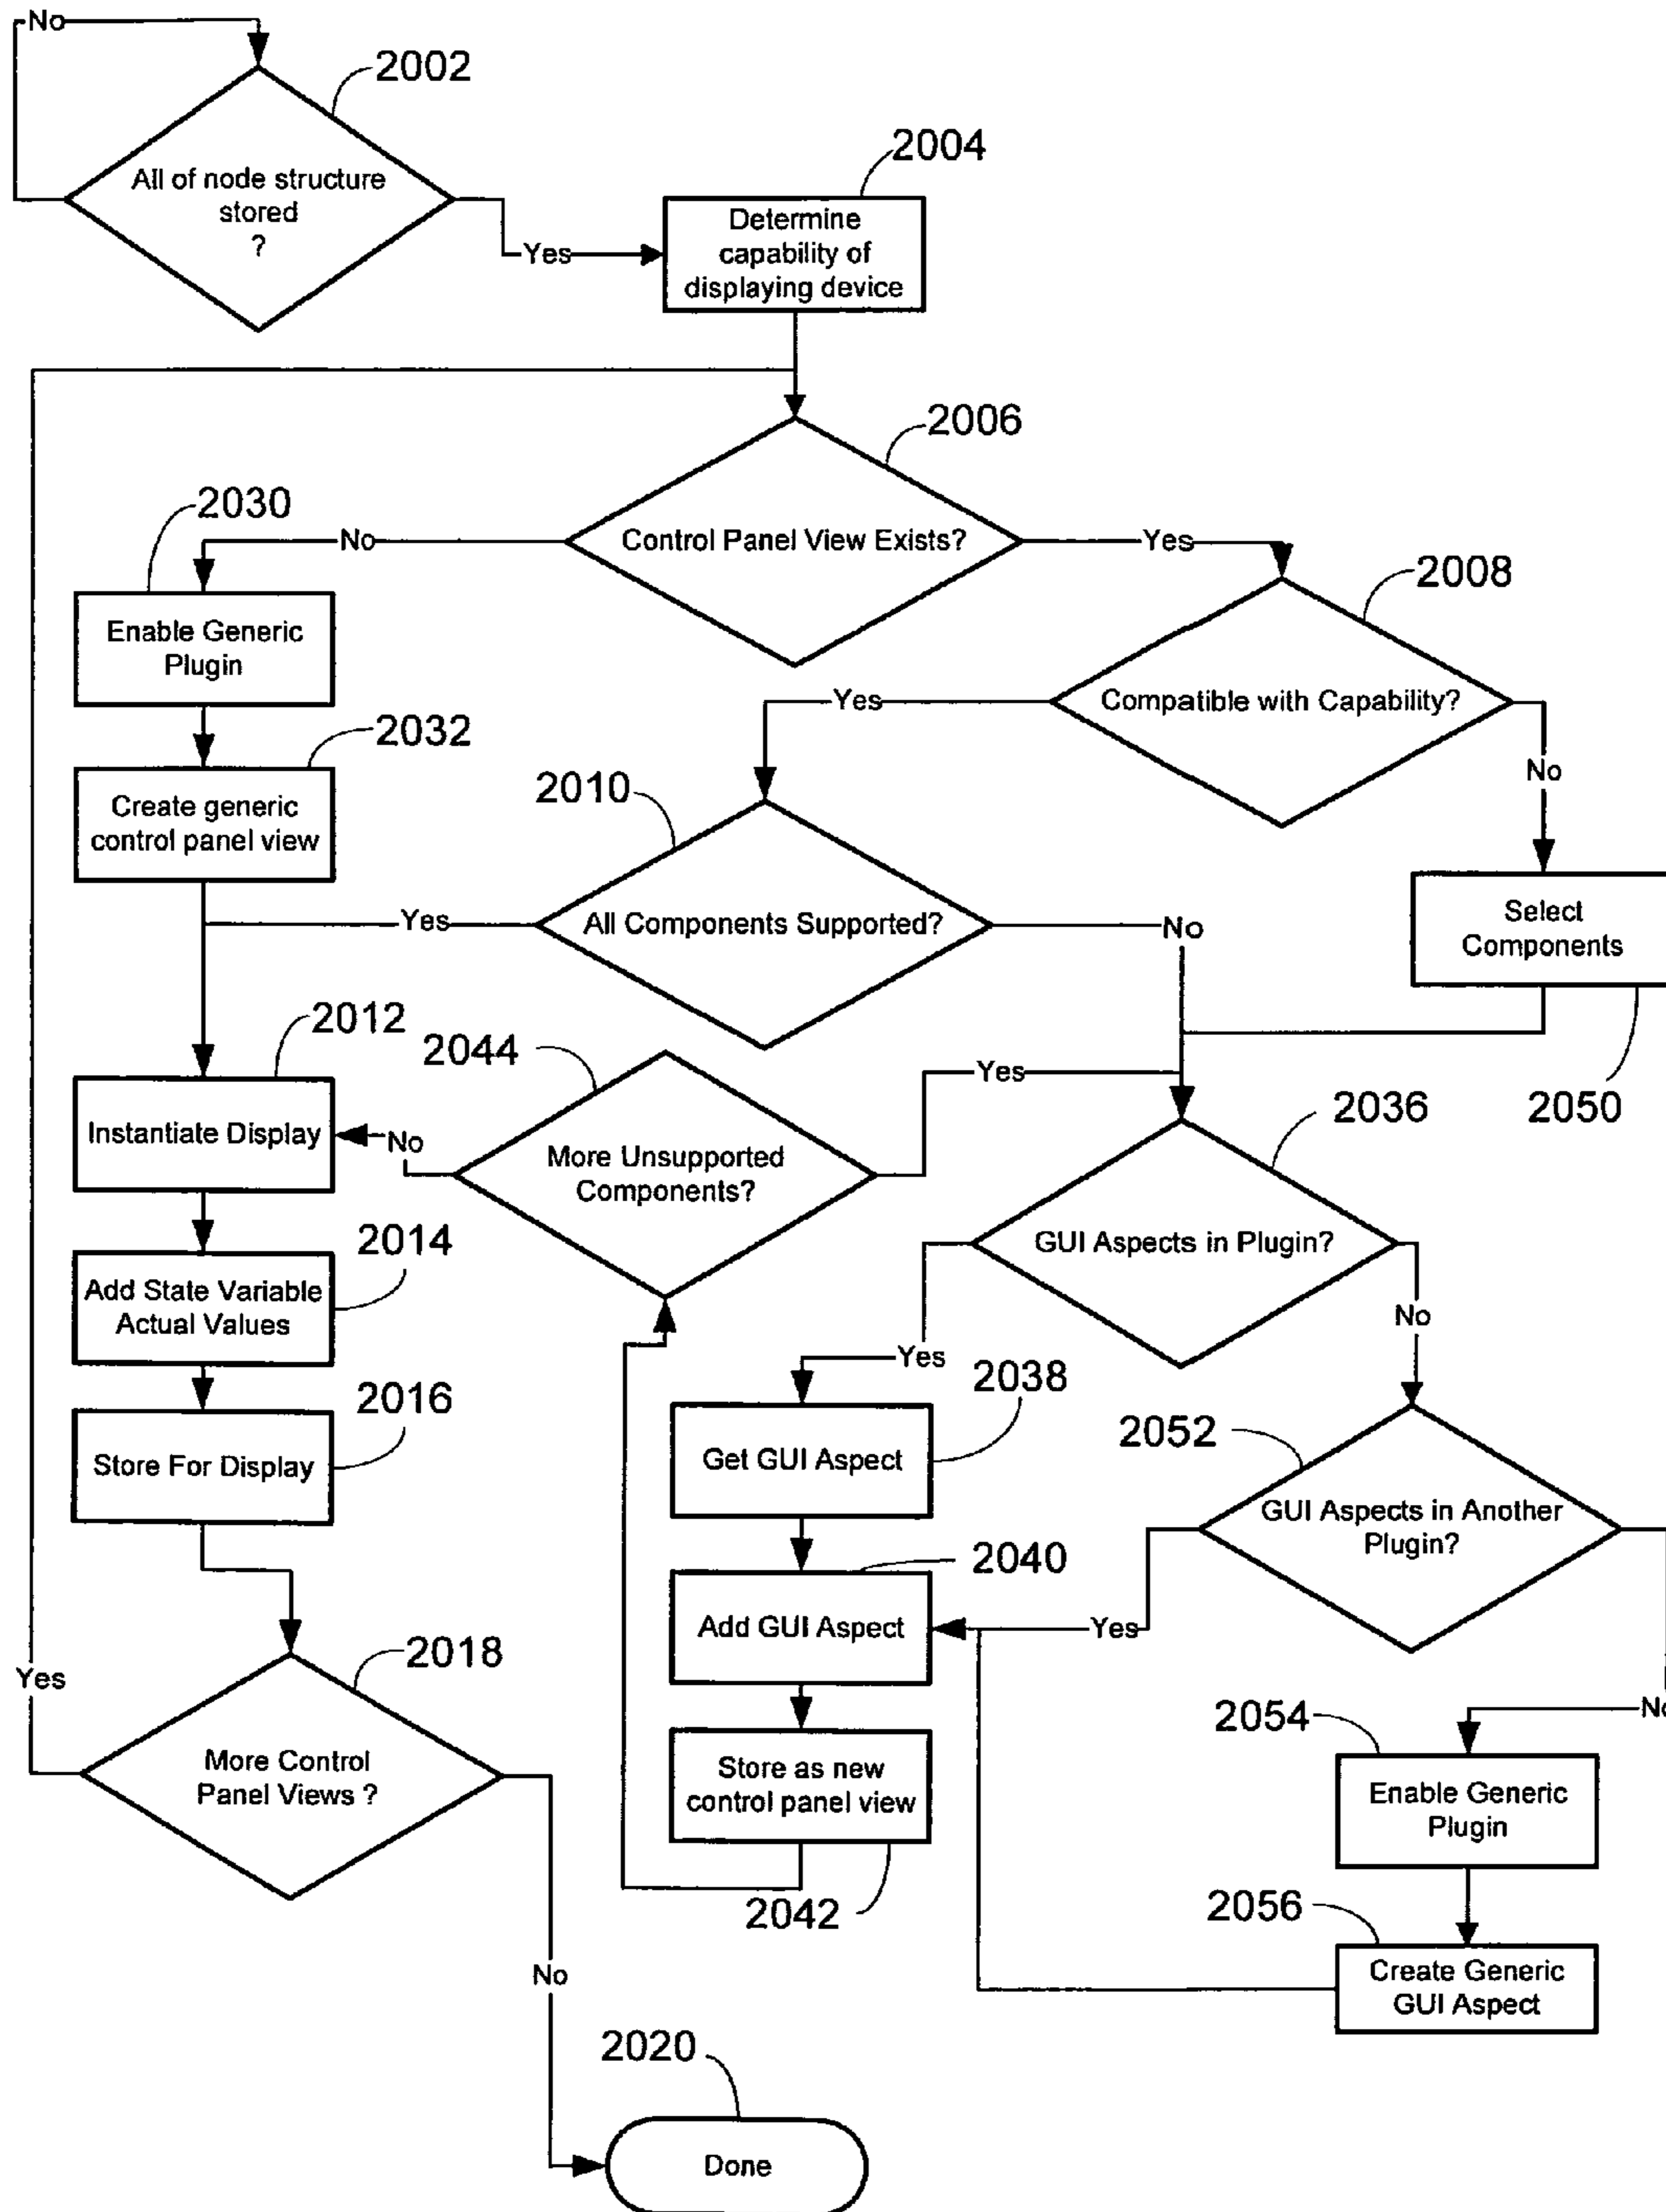 No
2002
All of node structure
stored
?
Yes
2004
Determine
capability of
displaying device
2006
Control Panel View Exists?
No
Yes
2030
Enable Generic
Plugin
2008
Compatible with Capability?
Yes
No
2032
Create generic
control panel view
2010
All Components Supported?
Yes
No
Select
Components
2050
2012
Instantiate Display
2044
More Unsupported
Components?
No
Yes
2036
GUI Aspects in Plugin?
Yes
No
2014
Add State Variable
Actual Values
2016
Store For Display
2038
Get GUI Aspect
2052
GUI Aspects in Another
Plugin?
Yes
No
2040
Add GUI Aspect
2018
More Control
Panel Views ?
Yes
No
Store as new
control panel view
2042
2054
Enable Generic
Plugin
2056
Create Generic
GUI Aspect
2020
Done